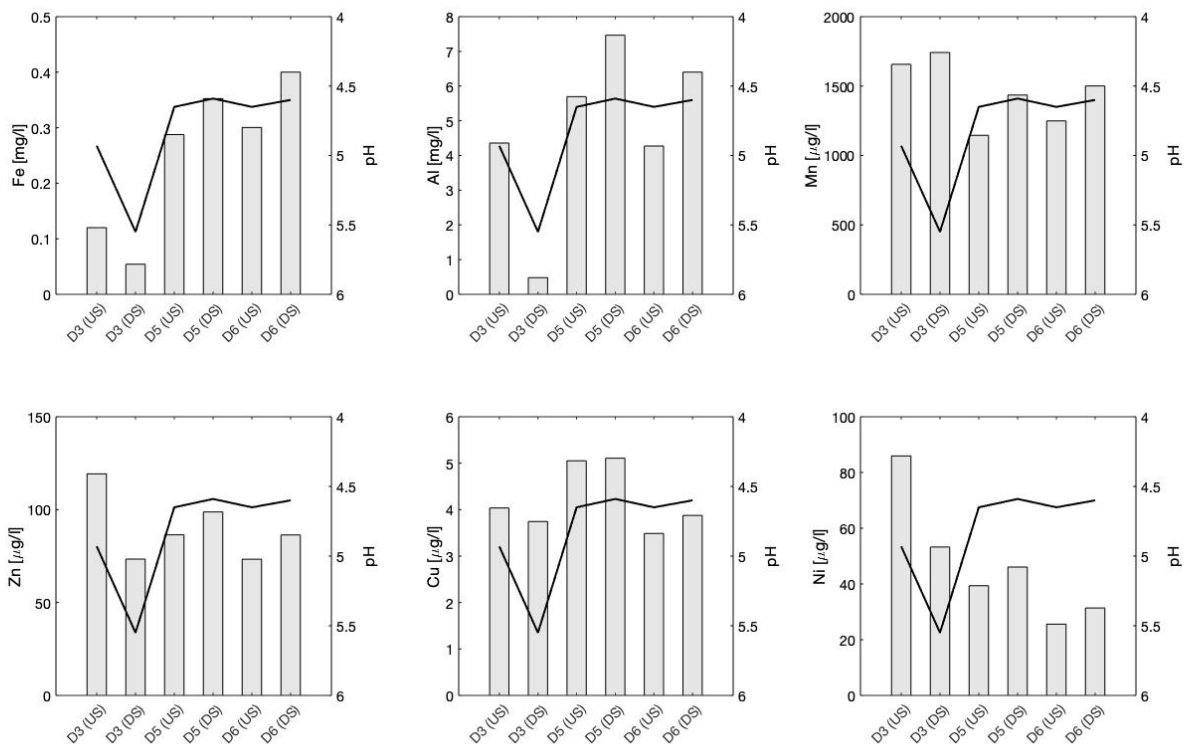 Fe [mg/l]
0.5
0.4
0.3
0.2
0.1
0
4
4.5
5
5.5
6
pH
D3 (US)
D3 (DS)
D5 (US)
D5 (DS)
D6 (US)
D6 (DS)
Al [mg/l]
8
7
6
5
4
3
2
1
0
4
4.5
5
5.5
6
pH
D3 (US)
D3 (DS)
D5 (US)
D5 (DS)
D6 (US)
D6 (DS)
Mn [μg/l]
2000
1500
1000
500
0
4
4.5
5
5.5
6
pH
D3 (US)
D3 (DS)
D5 (US)
D5 (DS)
D6 (US)
D6 (DS)
Zn [μg/l]
150
100
50
0
4
4.5
5
5.5
6
pH
D3 (US)
D3 (DS)
D5 (US)
D5 (DS)
D6 (US)
D6 (DS)
Cu [μg/l]
6
5
4
3
2
1
0
4
4.5
5
5.5
6
pH
D3 (US)
D3 (DS)
D5 (US)
D5 (DS)
D6 (US)
D6 (DS)
Ni [μg/l]
100
80
60
40
20
0
4
4.5
5
5.5
6
pH
D3 (US)
D3 (DS)
D5 (US)
D5 (DS)
D6 (US)
D6 (DS)